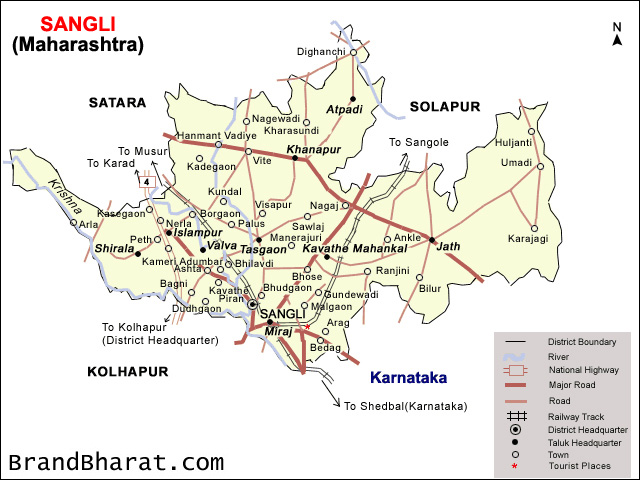 SANGLI
(Maharashtra)
N
Dighanchi
SATARA
Atpadi
SOLAPUR
Nagewadi
Kharasundi
Hanmant Vadiye
To Sangole
Huljanti
To Musur
Khanapur
To Karad
Vite
Kadegaon
Umadi
4
Krishna
Kundal
Kasegaon
Borgaon
Visapur
Nagaj
Arla
Nerla
Palus
Sawlaj
Islampur
Karajagi
Peth
Manerajuri
Ankle
Shirala
Valva
Tasgaon
Kavathe Mahankal
Jath
Kameri
Adumbar
Bhilavdi
Ashta
Bhose
Ranjini
Bagni
Kavathe
Piran
Bhudgaon
Gundewadi
Bilur
Dudhgaon
Malgaon
SANGLI
To Kolhapur
(District Headquarter)
Miraj
Arag
Bedag
KOLHAPUR
Karnataka
To Shedbal(Karnataka)
District Boundary
River
National Highway
Major Road
Road
Railway Track
District Headquarter
Taluk Headquarter
Town
Tourist Places
BrandBharat.com